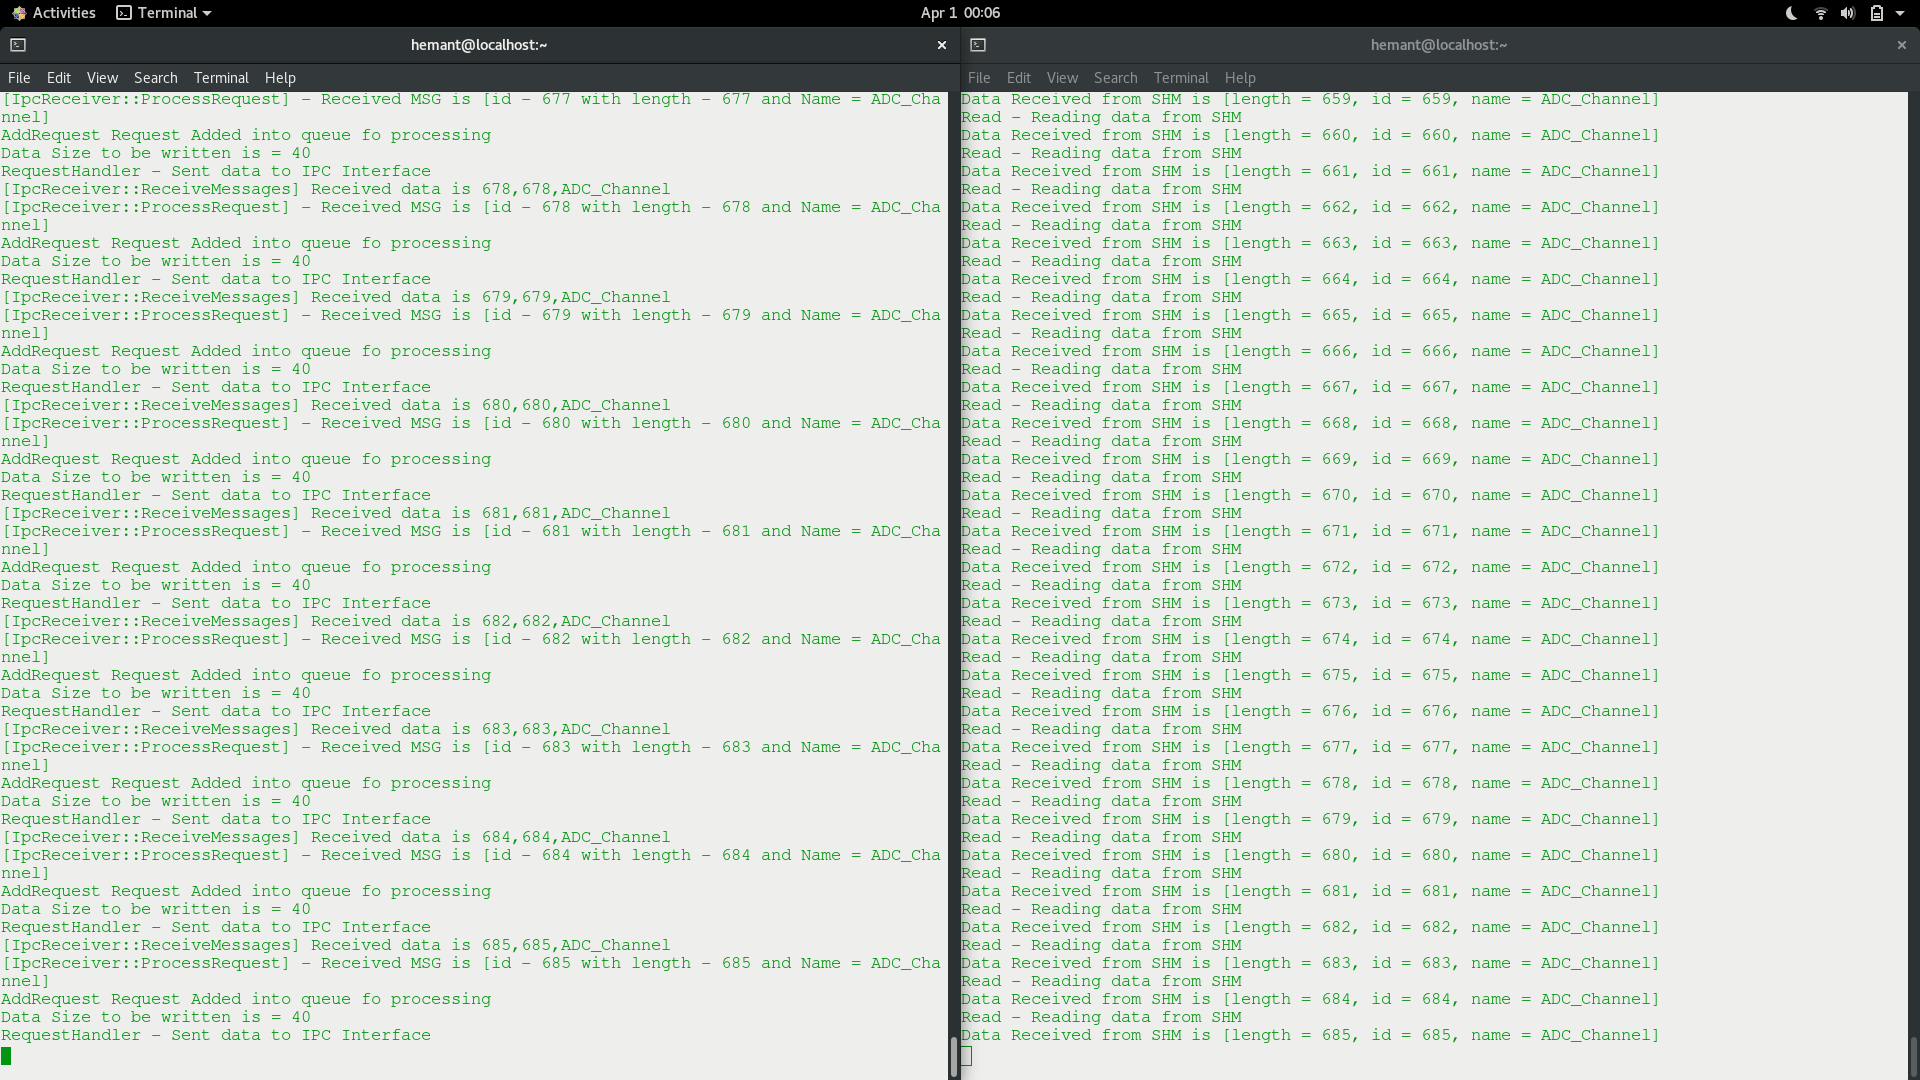 Activities Terminal Apr 1 00:06
hemant@localhost:~
File Edit View Search Terminal Help
[IpcReceiver::ProcessRequest] - Received MSG is [id - 677 with length - 677 and Name = ADC_Cha
nnel]
AddRequest Request Added into queue fo processing
Data Size to be written is = 40
RequestHandler - Sent data to IPC Interface
[IpcReceiver::ReceiveMessages] Received data is 678,678,ADC_Channel
[IpcReceiver::ProcessRequest] - Received MSG is [id - 678 with length - 678 and Name = ADC_Cha
nnel]
AddRequest Request Added into queue fo processing
Data Size to be written is = 40
RequestHandler - Sent data to IPC Interface
[IpcReceiver::ReceiveMessages] Received data is 679,679,ADC_Channel
[IpcReceiver::ProcessRequest] - Received MSG is [id - 679 with length - 679 and Name = ADC_Cha
nnel]
AddRequest Request Added into queue fo processing
Data Size to be written is = 40
RequestHandler - Sent data to IPC Interface
[IpcReceiver::ReceiveMessages] Received data is 680,680,ADC_Channel
[IpcReceiver::ProcessRequest] - Received MSG is [id - 680 with length - 680 and Name = ADC_Cha
nnel]
AddRequest Request Added into queue fo processing
Data Size to be written is = 40
RequestHandler - Sent data to IPC Interface
[IpcReceiver::ReceiveMessages] Received data is 681,681,ADC_Channel
[IpcReceiver::ProcessRequest] - Received MSG is [id - 681 with length - 681 and Name = ADC_Cha
nnel]
AddRequest Request Added into queue fo processing
Data Size to be written is = 40
RequestHandler - Sent data to IPC Interface
[IpcReceiver::ReceiveMessages] Received data is 682,682,ADC_Channel
[IpcReceiver::ProcessRequest] - Received MSG is [id - 682 with length - 682 and Name = ADC_Cha
nnel]
AddRequest Request Added into queue fo processing
Data Size to be written is = 40
RequestHandler - Sent data to IPC Interface
[IpcReceiver::ReceiveMessages] Received data is 683,683,ADC_Channel
[IpcReceiver::ProcessRequest] - Received MSG is [id - 683 with length - 683 and Name = ADC_Cha
nnel]
AddRequest Request Added into queue fo processing
Data Size to be written is = 40
RequestHandler - Sent data to IPC Interface
[IpcReceiver::ReceiveMessages] Received data is 684,684,ADC_Channel
[IpcReceiver::ProcessRequest] - Received MSG is [id - 684 with length - 684 and Name = ADC_Cha
nnel]
AddRequest Request Added into queue fo processing
Data Size to be written is = 40
RequestHandler - Sent data to IPC Interface
[IpcReceiver::ReceiveMessages] Received data is 685,685,ADC_Channel
[IpcReceiver::ProcessRequest] - Received MSG is [id - 685 with length - 685 and Name = ADC_Cha
nnel]
AddRequest Request Added into queue fo processing
Data Size to be written is = 40
RequestHandler - Sent data to IPC Interface
hemant@localhost:~
File Edit View Search Terminal Help
Data Received from SHM is [length = 659, id = 659, name = ADC_Channel]
Read - Reading data from SHM
Data Received from SHM is [length = 660, id = 660, name = ADC_Channel]
Read - Reading data from SHM
Data Received from SHM is [length = 661, id = 661, name = ADC_Channel]
Read - Reading data from SHM
Data Received from SHM is [length = 662, id = 662, name = ADC_Channel]
Read - Reading data from SHM
Data Received from SHM is [length = 663, id = 663, name = ADC_Channel]
Read - Reading data from SHM
Data Received from SHM is [length = 664, id = 664, name = ADC_Channel]
Read - Reading data from SHM
Data Received from SHM is [length = 665, id = 665, name = ADC_Channel]
Read - Reading data from SHM
Data Received from SHM is [length = 666, id = 666, name = ADC_Channel]
Read - Reading data from SHM
Data Received from SHM is [length = 667, id = 667, name = ADC_Channel]
Read - Reading data from SHM
Data Received from SHM is [length = 668, id = 668, name = ADC_Channel]
Read - Reading data from SHM
Data Received from SHM is [length = 669, id = 669, name = ADC_Channel]
Read - Reading data from SHM
Data Received from SHM is [length = 670, id = 670, name = ADC_Channel]
Read - Reading data from SHM
Data Received from SHM is [length = 671, id = 671, name = ADC_Channel]
Read - Reading data from SHM
Data Received from SHM is [length = 672, id = 672, name = ADC_Channel]
Read - Reading data from SHM
Data Received from SHM is [length = 673, id = 673, name = ADC_Channel]
Read - Reading data from SHM
Data Received from SHM is [length = 674, id = 674, name = ADC_Channel]
Read - Reading data from SHM
Data Received from SHM is [length = 675, id = 675, name = ADC_Channel]
Read - Reading data from SHM
Data Received from SHM is [length = 676, id = 676, name = ADC_Channel]
Read - Reading data from SHM
Data Received from SHM is [length = 677, id = 677, name = ADC_Channel]
Read - Reading data from SHM
Data Received from SHM is [length = 678, id = 678, name = ADC_Channel]
Read - Reading data from SHM
Data Received from SHM is [length = 679, id = 679, name = ADC_Channel]
Read - Reading data from SHM
Data Received from SHM is [length = 680, id = 680, name = ADC_Channel]
Read - Reading data from SHM
Data Received from SHM is [length = 681, id = 681, name = ADC_Channel]
Read - Reading data from SHM
Data Received from SHM is [length = 682, id = 682, name = ADC_Channel]
Read - Reading data from SHM
Data Received from SHM is [length = 683, id = 683, name = ADC_Channel]
Read - Reading data from SHM
Data Received from SHM is [length = 684, id = 684, name = ADC_Channel]
Read - Reading data from SHM
Data Received from SHM is [length = 685, id = 685, name = ADC_Channel]